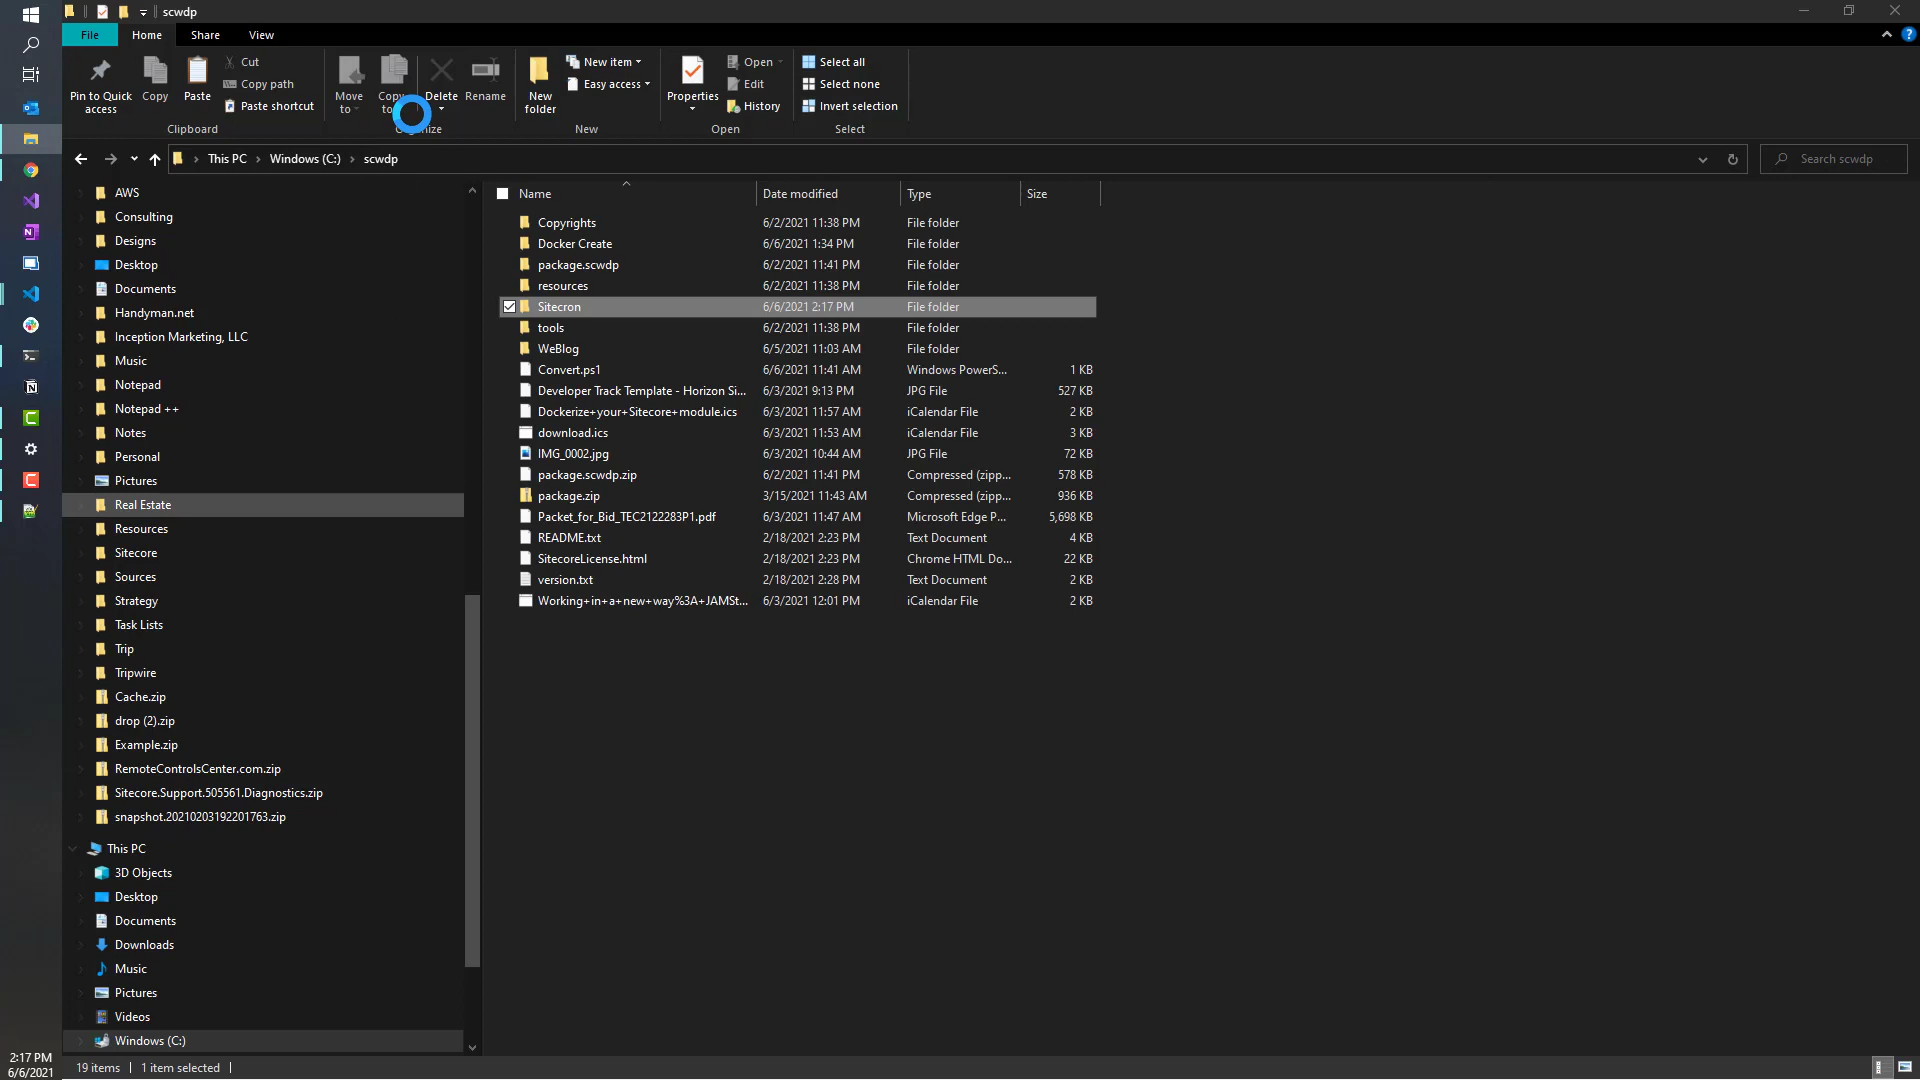 scwdp
File
Home
Share
View
Pin to Quick access
Copy
Paste
Cut
Copy path
Paste shortcut
Clipboard
Move to
Copy
Delete
Rename
New folder
New item
Easy access
New
Properties
Open
Edit
History
Open
Select all
Select none
Invert selection
Select
This PC > Windows (C:) > scwdp
Search scwdp
AWS
Consulting
Designs
Desktop
Documents
Handyman.net
Inception Marketing, LLC
Music
Notepad
Notepad ++
Notes
Personal
Pictures
Real Estate
Resources
Sitecore
Sources
Strategy
Task Lists
Trip
Tripwire
Cache.zip
drop (2).zip
Example.zip
RemoteControlsCenter.com.zip
Sitecore.Support.505561.Diagnostics.zip
snapshot.20210203192201763.zip
This PC
3D Objects
Desktop
Documents
Downloads
Music
Pictures
Videos
Windows (C:)
Name Date modified Type Size
Copyrights 6/2/2021 11:38 PM File folder
Docker Create 6/6/2021 1:34 PM File folder
package.scwdp 6/2/2021 11:41 PM File folder
resources 6/2/2021 11:38 PM File folder
Sitecron 6/6/2021 2:17 PM File folder
tools 6/2/2021 11:38 PM File folder
WeBlog 6/5/2021 11:03 AM File folder
Convert.ps1 6/6/2021 11:41 AM Windows PowerS... 1 KB
Developer Track Template - Horizon Si... 6/3/2021 9:13 PM JPG File 527 KB
Dockerize+your+Sitecore+module.ics 6/3/2021 11:57 AM iCalendar File 2 KB
download.ics 6/3/2021 11:53 AM iCalendar File 3 KB
IMG_0002.jpg 6/3/2021 10:44 AM JPG File 72 KB
package.scwdp.zip 6/2/2021 11:41 PM Compressed (zipp... 578 KB
package.zip 3/15/2021 11:43 AM Compressed (zipp... 936 KB
Packet_for_Bid_TEC2122283P1.pdf 6/3/2021 11:47 AM Microsoft Edge P... 5,698 KB
README.txt 2/18/2021 2:23 PM Text Document 4 KB
SitecoreLicense.html 2/18/2021 2:23 PM Chrome HTML Do... 22 KB
version.txt 2/18/2021 2:28 PM Text Document 2 KB
Working+in+a+new+way%3A+JAMSt... 6/3/2021 12:01 PM iCalendar File 2 KB
19 items
1 item selected
2:17 PM
6/6/2021